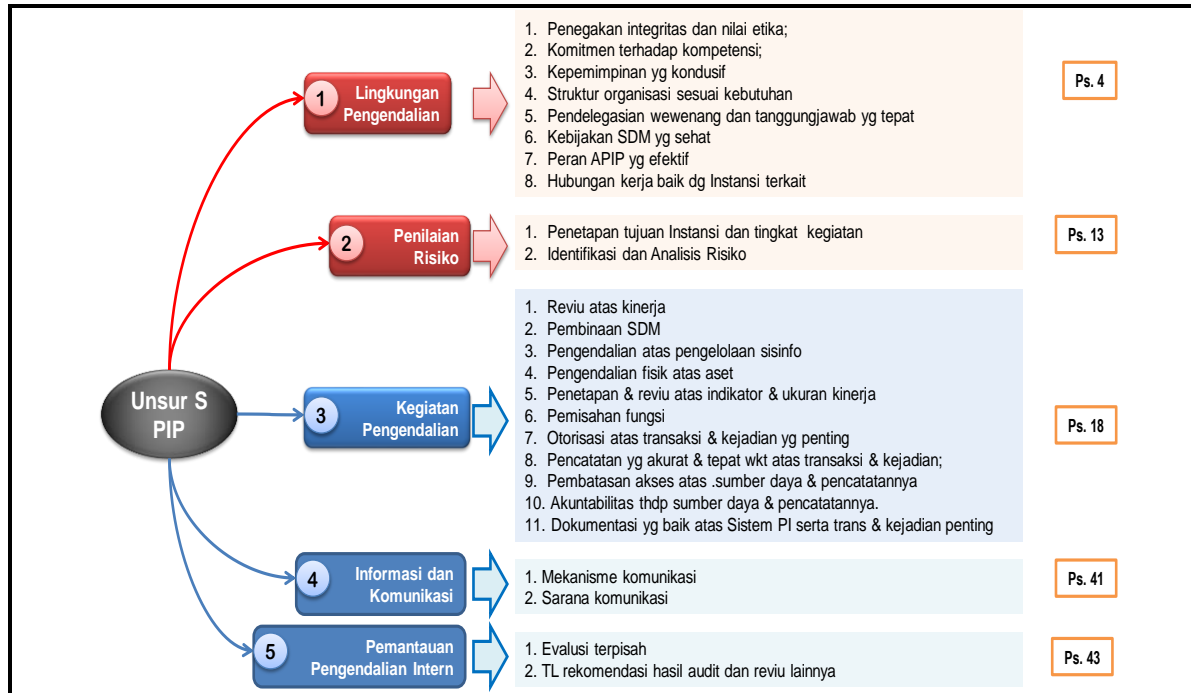 Unsur S
PIP
1
Lingkungan
Pengendalian
1. Penegakan integritas dan nilai etika;
2. Komitmen terhadap kompetensi;
3. Kepemimpinan yg kondusif
4. Struktur organisasi sesuai kebutuhan
5. Pendelegasian wewenang dan tanggungjawab yg tepat
6. Kebijakan SDM yg sehat
7. Peran APIP yg efektif
8. Hubungan kerja baik dg Instansi terkait
Ps. 4
2
Penilaian
Risiko
1. Penetapan tujuan Instansi dan tingkat kegiatan
2. Identifikasi dan Analisis Risiko
Ps. 13
3
Kegiatan
Pengendalian
1. Reviu atas kinerja
2. Pembinaan SDM
3. Pengendalian atas pengelolaan sisinfo
4. Pengendalian fisik atas aset
5. Penetapan & reviu atas indikator & ukuran kinerja
6. Pemisahan fungsi
7. Otorisasi atas transaksi & kejadian yg penting
8. Pencatatan yg akurat & tepat wkt atas transaksi & kejadian;
9. Pembatasan akses atas .sumber daya & pencatatannya
10. Akuntabilitas thdp sumber daya & pencatatannya.
11. Dokumentasi yg baik atas Sistem PI serta trans & kejadian penting
Ps. 18
4
Informasi dan
Komunikasi
1. Mekanisme komunikasi
2. Sarana komunikasi
Ps. 41
5
Pemantauan
Pengendalian Intern
1. Evalusi terpisah
2. TL rekomendasi hasil audit dan reviu lainnya
Ps. 43